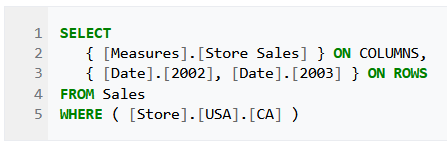 1 SELECT
2    { [Measures].[Store Sales] } ON COLUMNS,
3    { [Date].[2002], [Date].[2003] } ON ROWS
4 FROM Sales
5 WHERE ( [Store].[USA].[CA] )